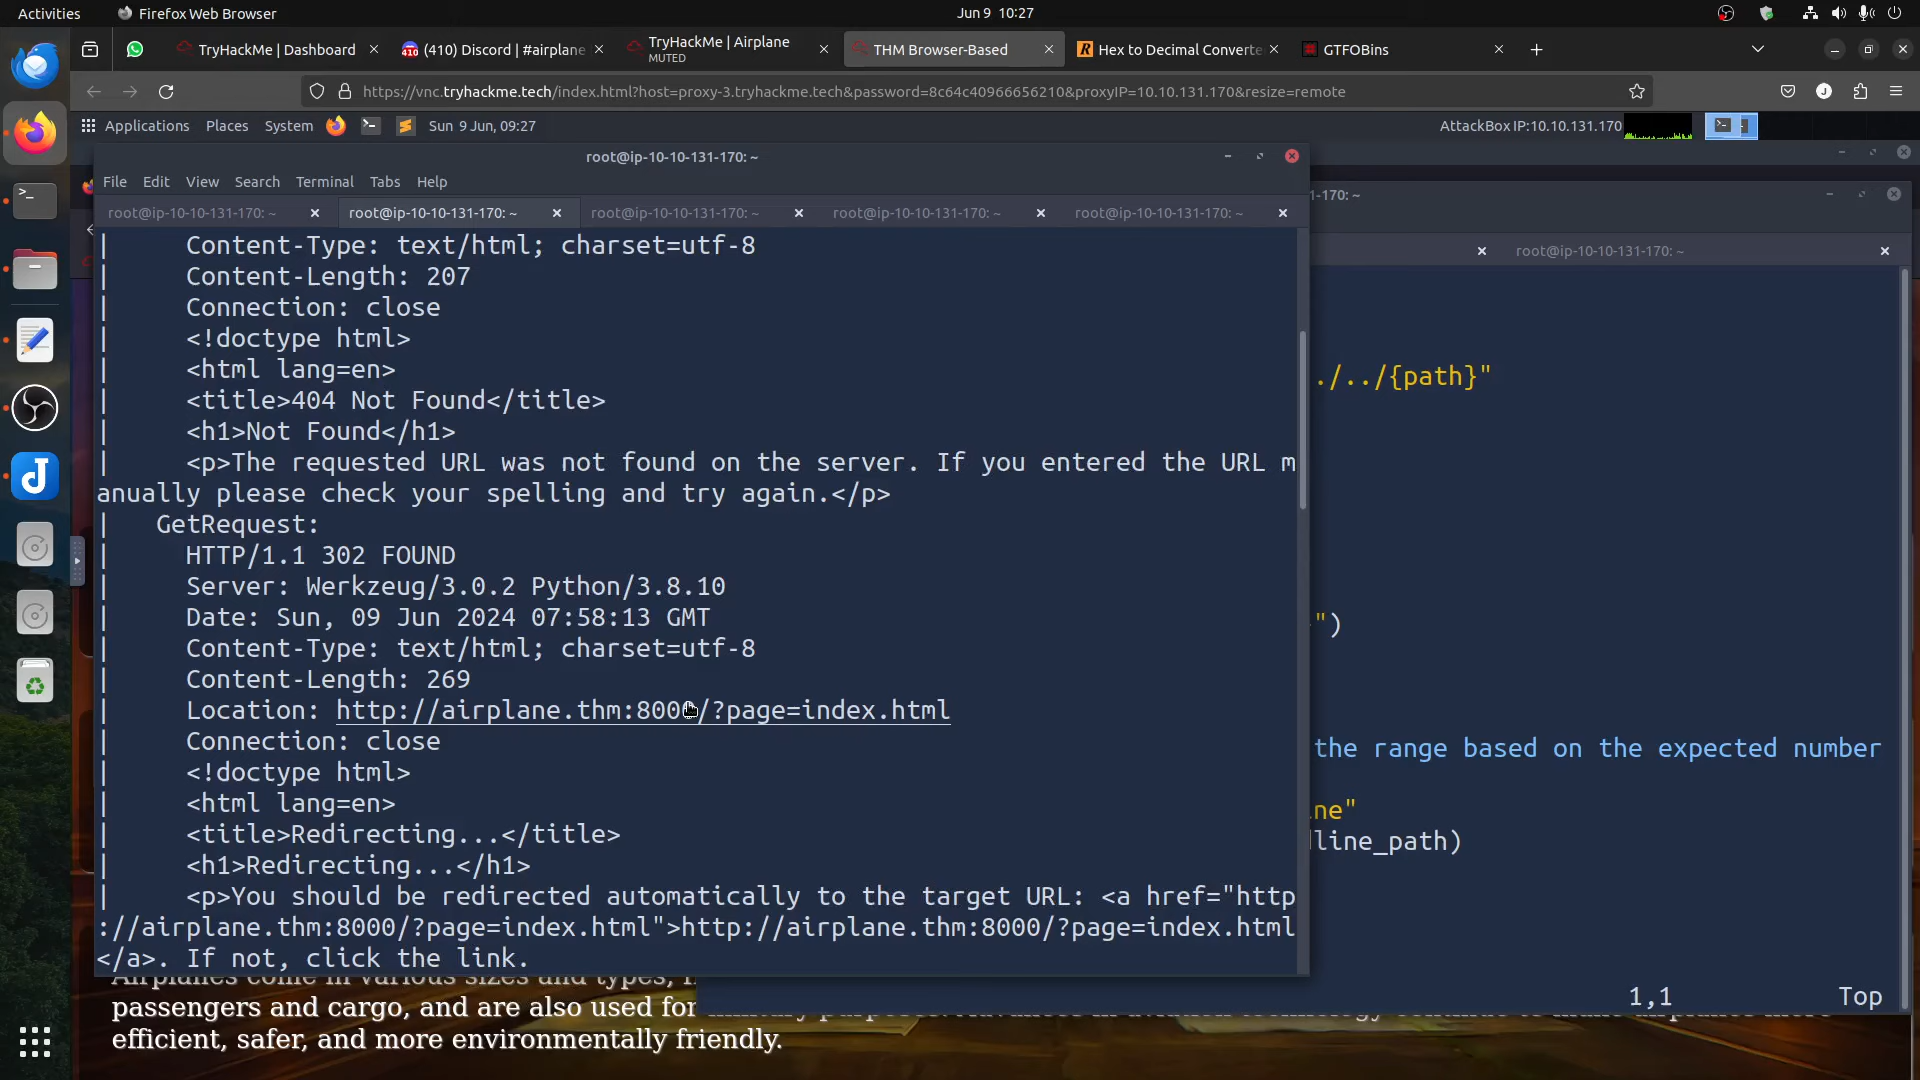 Activities
Firefox Web Browser
Jun 9 10:27
TryHackMe | Dashboard
(410) Discord | #airplane
TryHackMe | Airplane
MUTED
THM Browser-Based
Hex to Decimal Converte
GTFOBins
https://vnc.tryhackme.tech/index.html?host=proxy-3.tryhackme.tech&password=8c64c40966656210&proxyIP=10.10.131.170&resize=remote
Applications Places System
Sun 9 Jun, 09:27
AttackBox IP:10.10.131.170
root@ip-10-10-131-170: ~
File Edit View Search Terminal Tabs Help
root@ip-10-10-131-170: ~
root@ip-10-10-131-170: ~
root@ip-10-10-131-170: ~
root@ip-10-10-131-170: ~
root@ip-10-10-131-170: ~
| Content-Type: text/html; charset=utf-8
| Content-Length: 207
| Connection: close
| <!doctype html>
| <html lang=en>
| <title>404 Not Found</title>
| <h1>Not Found</h1>
| <p>The requested URL was not found on the server. If you entered the URL m
anually please check your spelling and try again.</p>
| GetRequest:
| HTTP/1.1 302 FOUND
| Server: Werkzeug/3.0.2 Python/3.8.10
| Date: Sun, 09 Jun 2024 07:58:13 GMT
| Content-Type: text/html; charset=utf-8
| Content-Length: 269
| Location: http://airplane.thm:8000/?page=index.html
| Connection: close
| <!doctype html>
| <html lang=en>
| <title>Redirecting...</title>
| <h1>Redirecting...</h1>
| <p>You should be redirected automatically to the target URL: <a href="http
://airplane.thm:8000/?page=index.html">http://airplane.thm:8000/?page=index.html
</a>. If not, click the link.
1-170: ~
root@ip-10-10-131-170: ~
./../{path}"
")
the range based on the expected number
ne"
line_path)
1,1 Top
Airplanes come in various sizes and types,
passengers and cargo, and are also used for
efficient, safer, and more environmentally friendly.